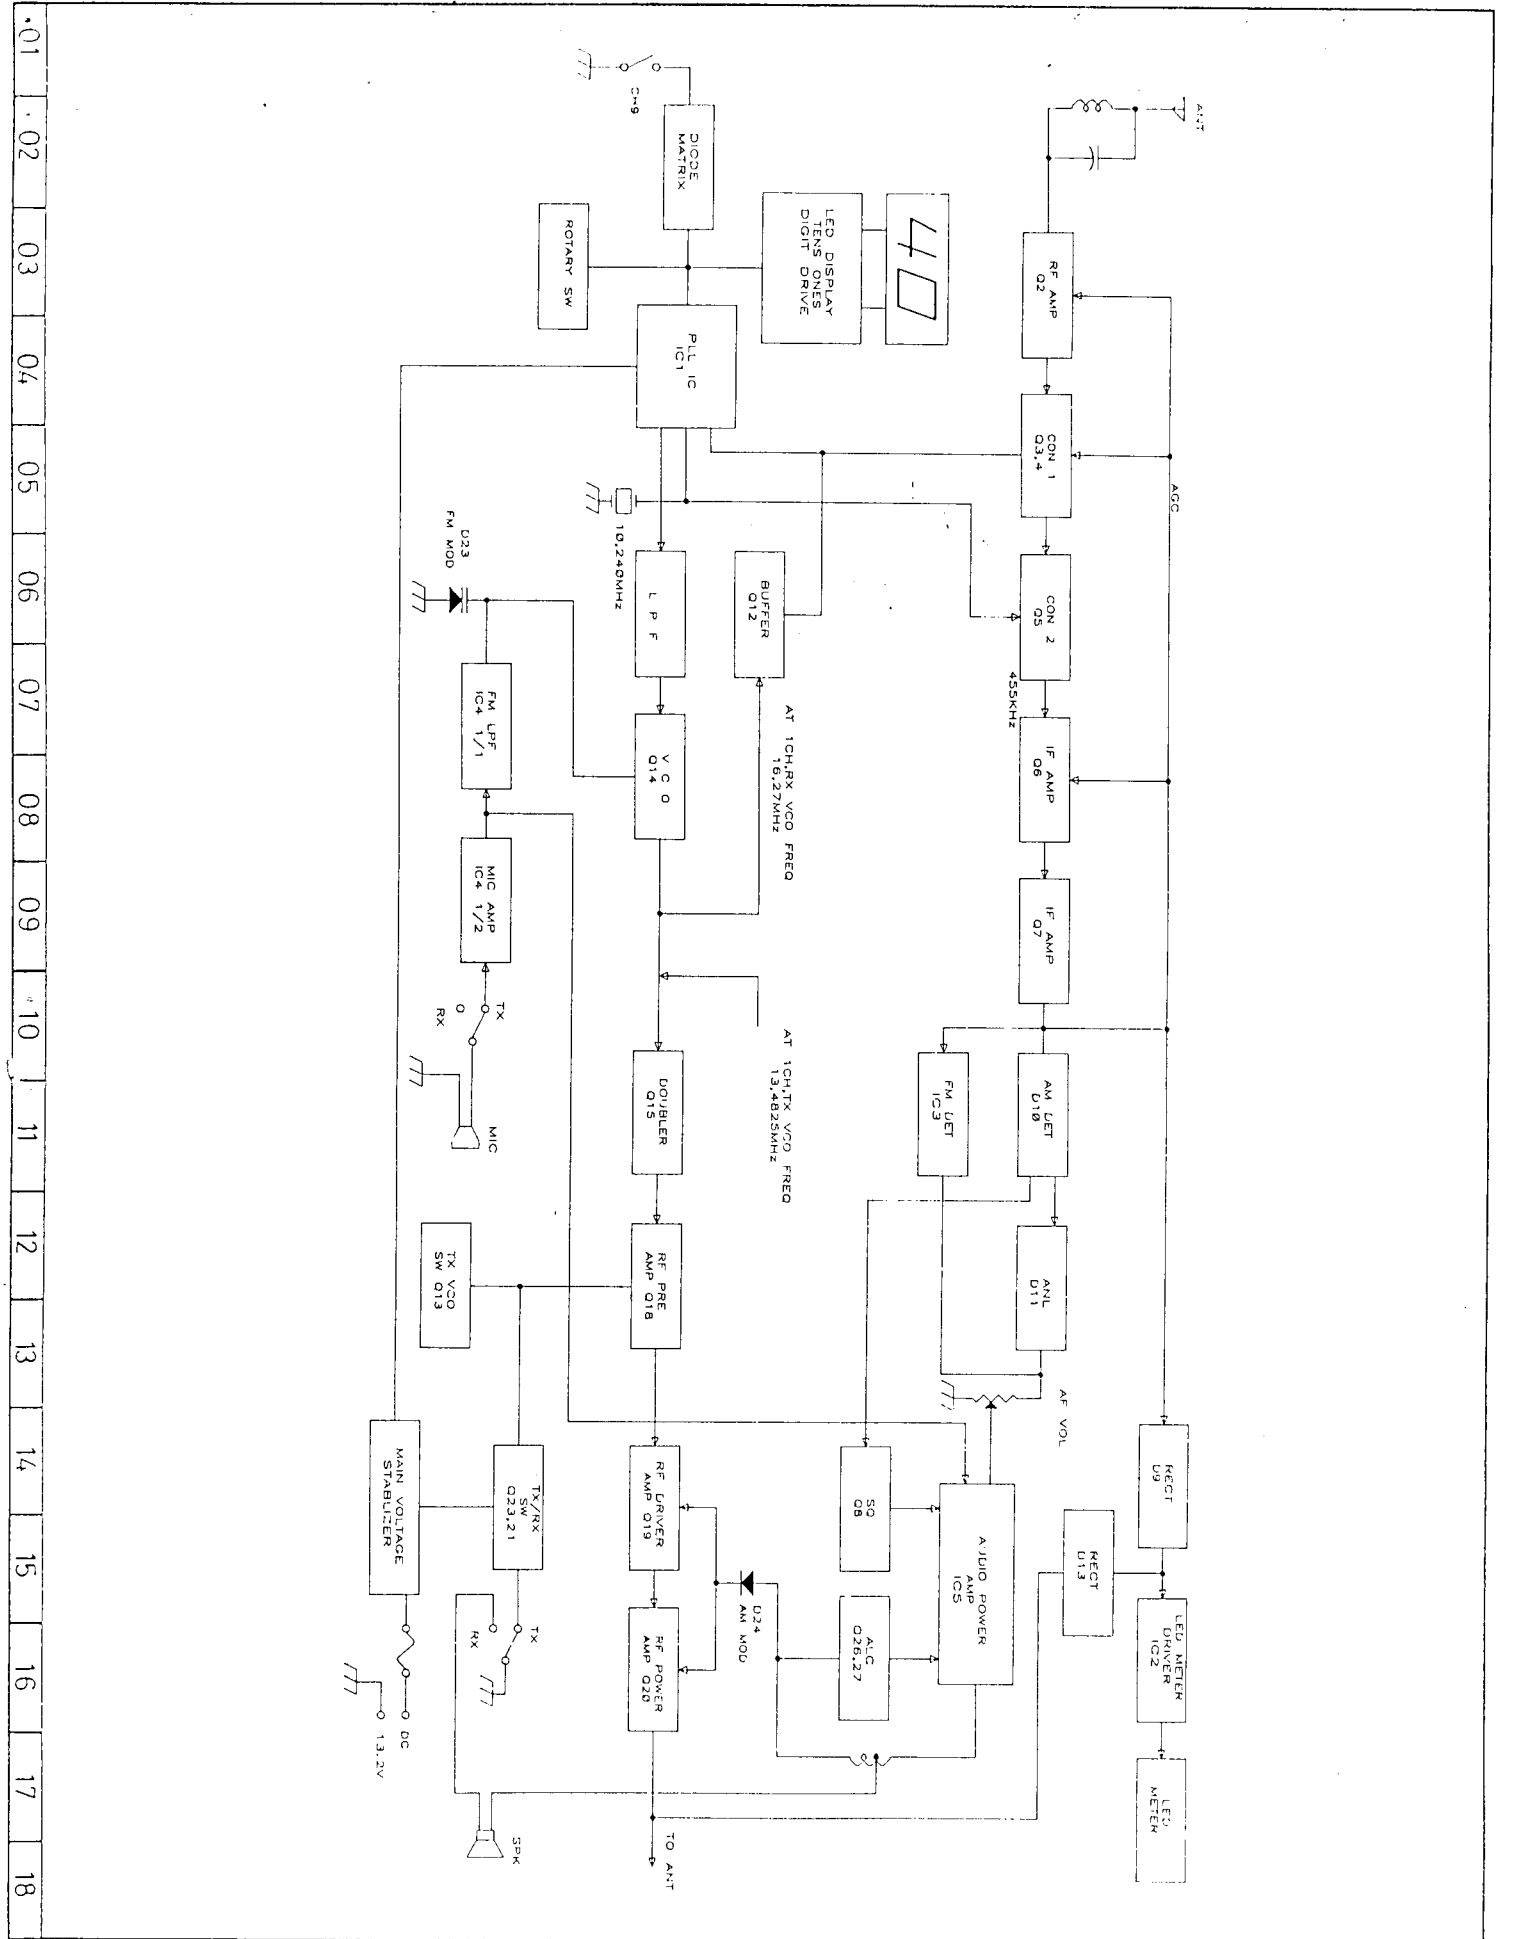 01
02
03
04
05
06
07
08
09
10
11
12
13
14
15
16
17
18
ANT
RF AMP
Q2
CON 1
Q3,4
AGC
CON 2
Q5
455KHz
IF AMP
Q6
IF AMP
Q7
AM DET
D10
FM DET
IC3
ANL
D11
AF VOL
RECT
D9
RECT
D13
LED METER
DRIVER
IC2
LED
METER
40
LED DISPLAY
TENS ONES
DIGIT DRIVE
CH9
DIODE
MATRIX
ROTARY SW
PLL IC
IC1
10,240MHz
L P F
BUFFER
Q12
V C O
Q14
AT 1CH,RX VCO FREQ
16,27MHz
AT 1CH,TX VCO FREQ
13,4825MHz
DOUBLER
Q15
RF PRE
AMP Q18
RF DRIVER
AMP Q19
RF POWER
AMP Q20
TO ANT
SQ
Q8
ALC
Q26,27
AUDIO POWER
AMP
IC5
D24
AM MOD
D23
FM MOD
FM LPF
IC4 1/1
MIC AMP
IC4 1/2
TX
RX
MIC
TX VCO
SW Q13
TX/RX
SW
Q23,21
TX
RX
MAIN VOLTAGE
STABLIZER
DC
13.2V
SPK